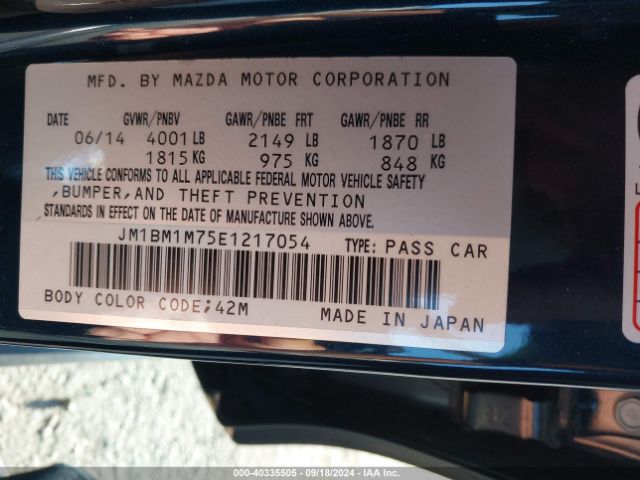 MFD. BY MAZDA MOTOR CORPORATION
DATE GVWR/PNBV GAWR/PNBE FRT GAWR/PNBE RR
06/14 4001 LB 2149 LB 1870 LB
1815 KG 975 KG 848 KG
THIS VEHICLE CONFORMS TO ALL APPLICABLE FEDERAL MOTOR VEHICLE SAFETY
,BUMPER,AND THEFT PREVENTION
STANDARDS IN EFFECT ON THE DATE OF MANUFACTURE SHOWN ABOVE.
JM1BM1M75E1217054 TYPE: PASS CAR
BODY COLOR CODE;42M
MADE IN JAPAN
000-40335505 - 09/18/2024 - IAA Inc.